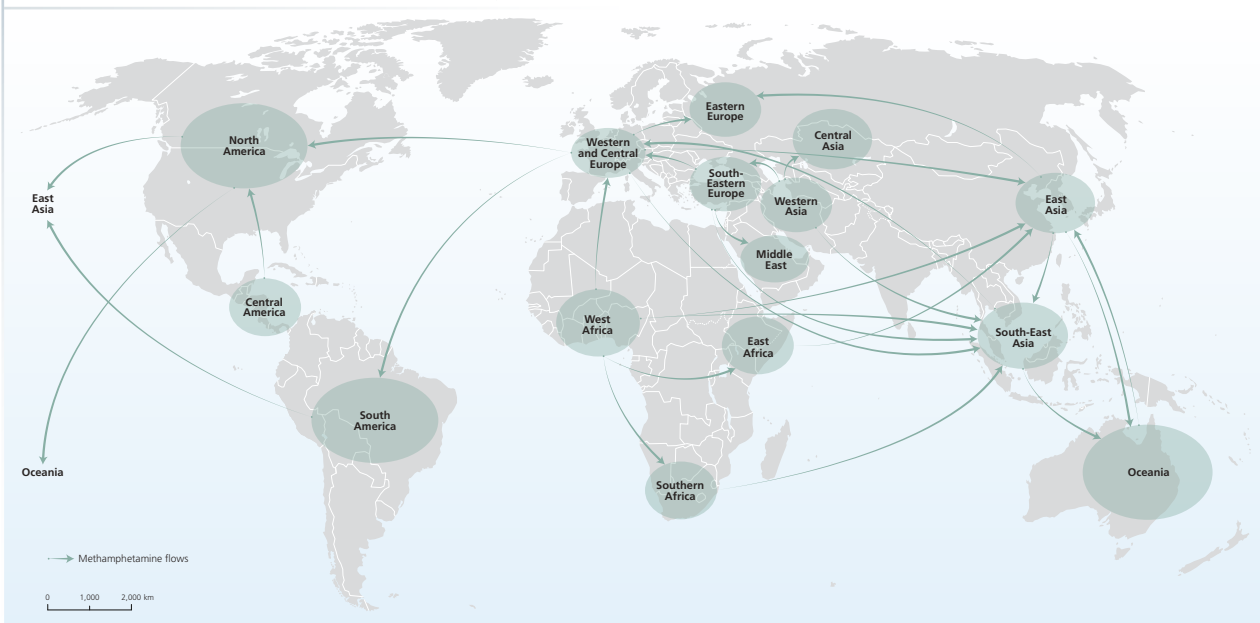 Eastern
Europe
North
America
Central
Asia
Western
and Central
Europe
South-
Eastern
Europe
East
Asia
Western
Asia
East
Asia
Middle
East
Central
America
West
Africa
East
Africa
South-East
Asia
South
America
Oceania
Oceania
Southern
Africa
Methamphetamine flows
0 1,000 2,000 km